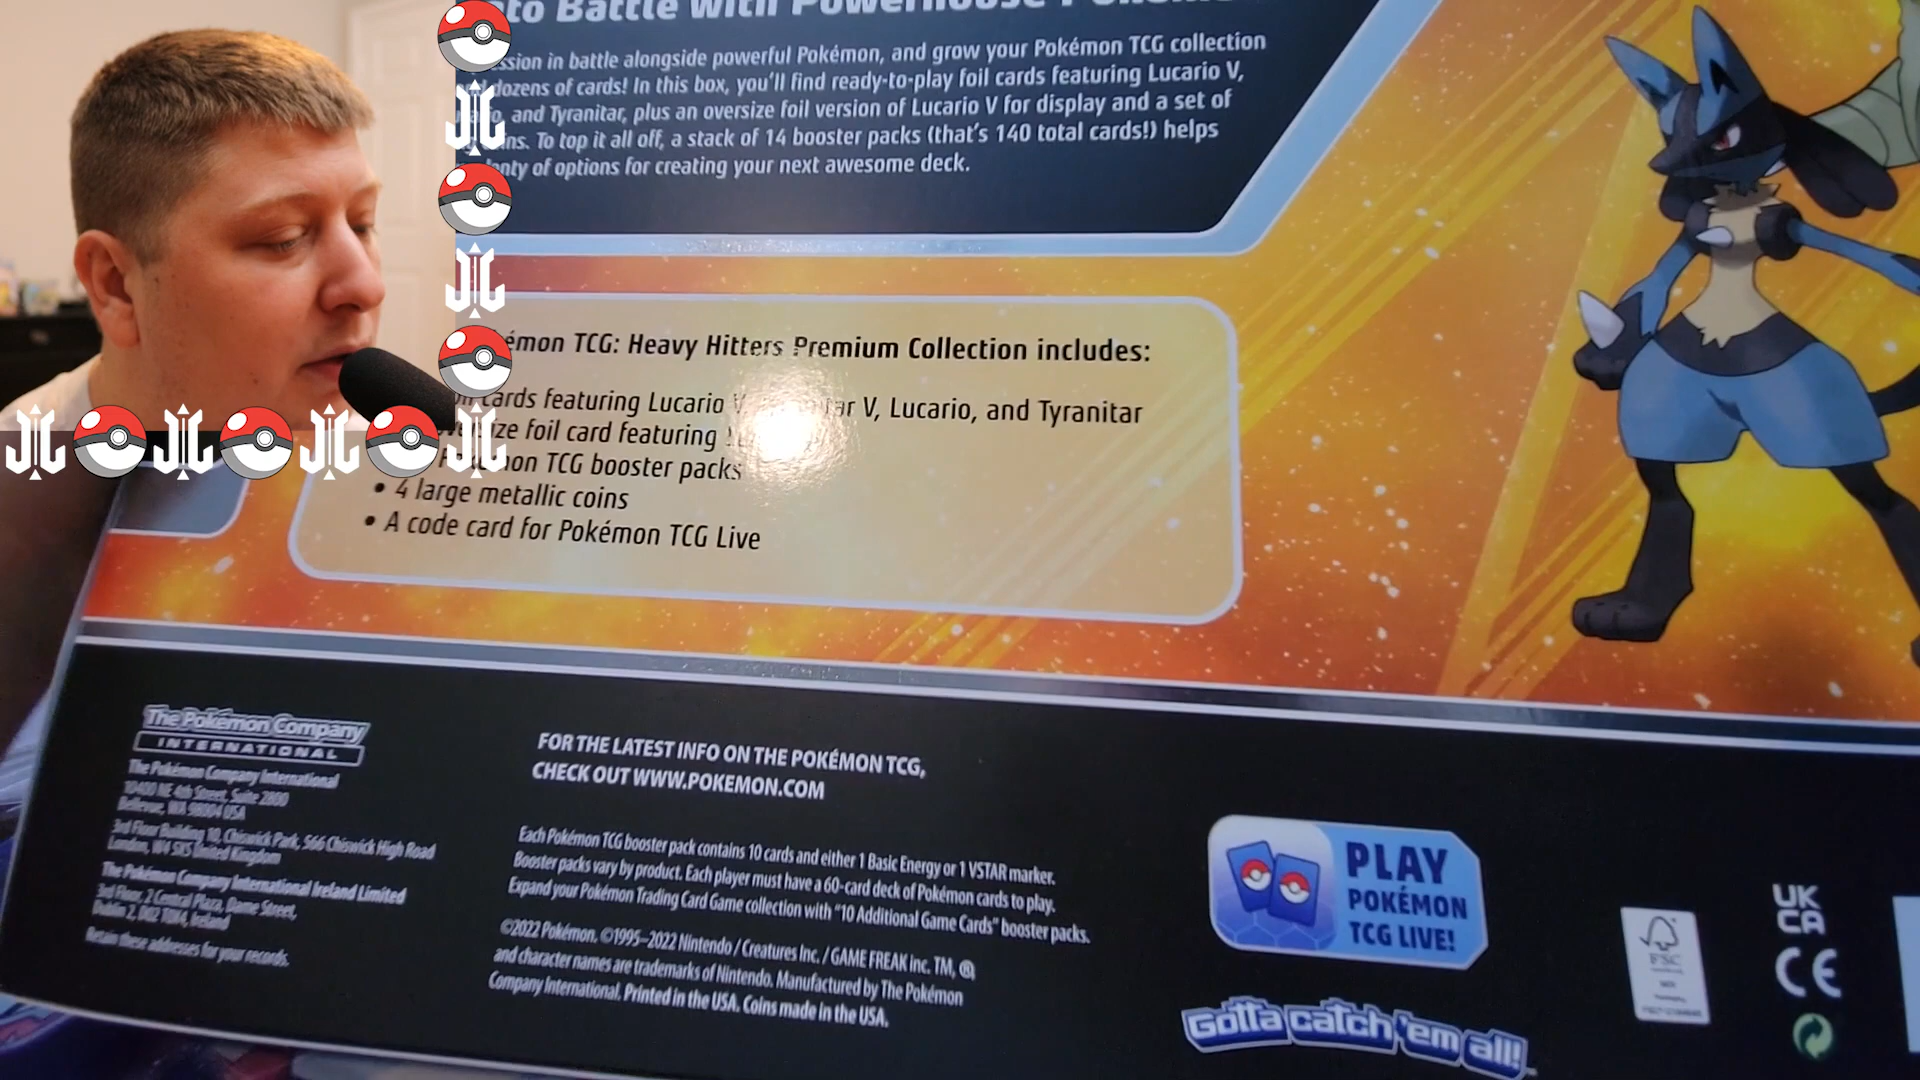 to Battle with Powerhouse
ssion in battle alongside powerful Pokémon, and grow your Pokémon TCG collection
dozens of cards! In this box, you'll find ready-to-play foil cards featuring Lucario V,
and Tyranitar, plus an oversize foil version of Lucario V for display and a set of
ns. To top it all off, a stack of 14 booster packs (that's 140 total cards!) helps
nty of options for creating your next awesome deck.
émon TCG: Heavy Hitters Premium Collection includes:
cards featuring Lucario V, ar V, Lucario, and Tyranitar
ize foil card featuring
mon TCG booster packs
• 4 large metallic coins
• A code card for Pokémon TCG Live
The Pokémon Company
INTERNATIONAL
The Pokémon Company International
10400 NE 4th Street, Suite 2800
Bellevue, WA 98004 USA
3rd Floor Building 10, Chiswick Park, 566 Chiswick High Road
London, W4 5XS United Kingdom
The Pokémon Company International Ireland Limited
3rd Floor, 2 Central Plaza, Dame Street,
Dublin 2, D02 T0X4, Ireland
Retain these addresses for your records.
FOR THE LATEST INFO ON THE POKÉMON TCG,
CHECK OUT WWW.POKEMON.COM
Each Pokémon TCG booster pack contains 10 cards and either 1 Basic Energy or 1 VSTAR marker.
Booster packs vary by product. Each player must have a 60-card deck of Pokémon cards to play.
Expand your Pokémon Trading Card Game collection with "10 Additional Game Cards" booster packs.
©2022 Pokémon. ©1995–2022 Nintendo / Creatures Inc. / GAME FREAK inc. TM, ®,
and character names are trademarks of Nintendo. Manufactured by The Pokémon
Company International. Printed in the USA. Coins made in the USA.
PLAY
POKÉMON
TCG LIVE!
Gotta catch 'em all!
FSC
UK
CA
CE